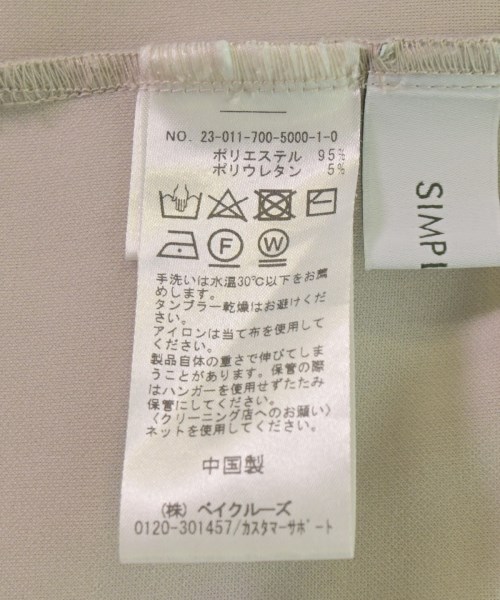 NO. 23-011-700-5000-1-0
ポリエステル 95%
ポリウレタン 5%
F W
手洗いは水温30℃以下をお薦
めします。
タンブラー乾燥はお避けくだ
さい。
アイロンは当て布を使用して
ください。
製品自体の重さで伸びてしま
うことがあります。保管の際
はハンガーを使用せずたたみ
保管にしてください。
〈クリーニング店へのお願い〉
ネットを使用してください。
中国製
(株) ベイクルーズ
0120-301457/カスタマーサポート